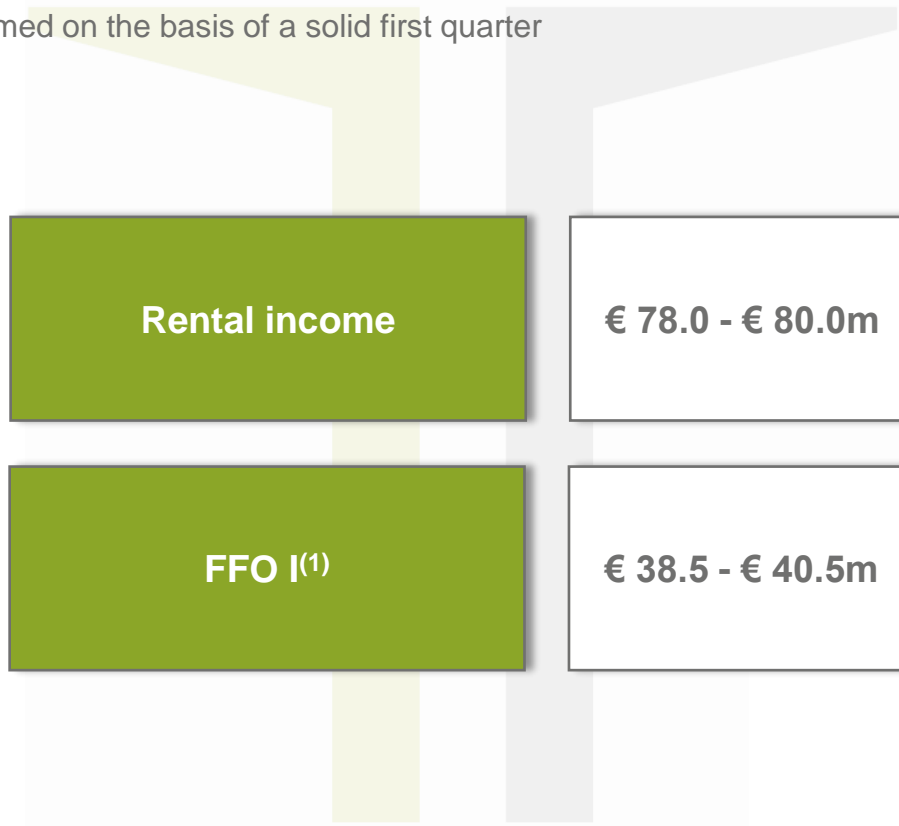 med on the basis of a solid first quarter
Rental income
€ 78.0 - € 80.0m
FFO I(1)
€ 38.5 - € 40.5m